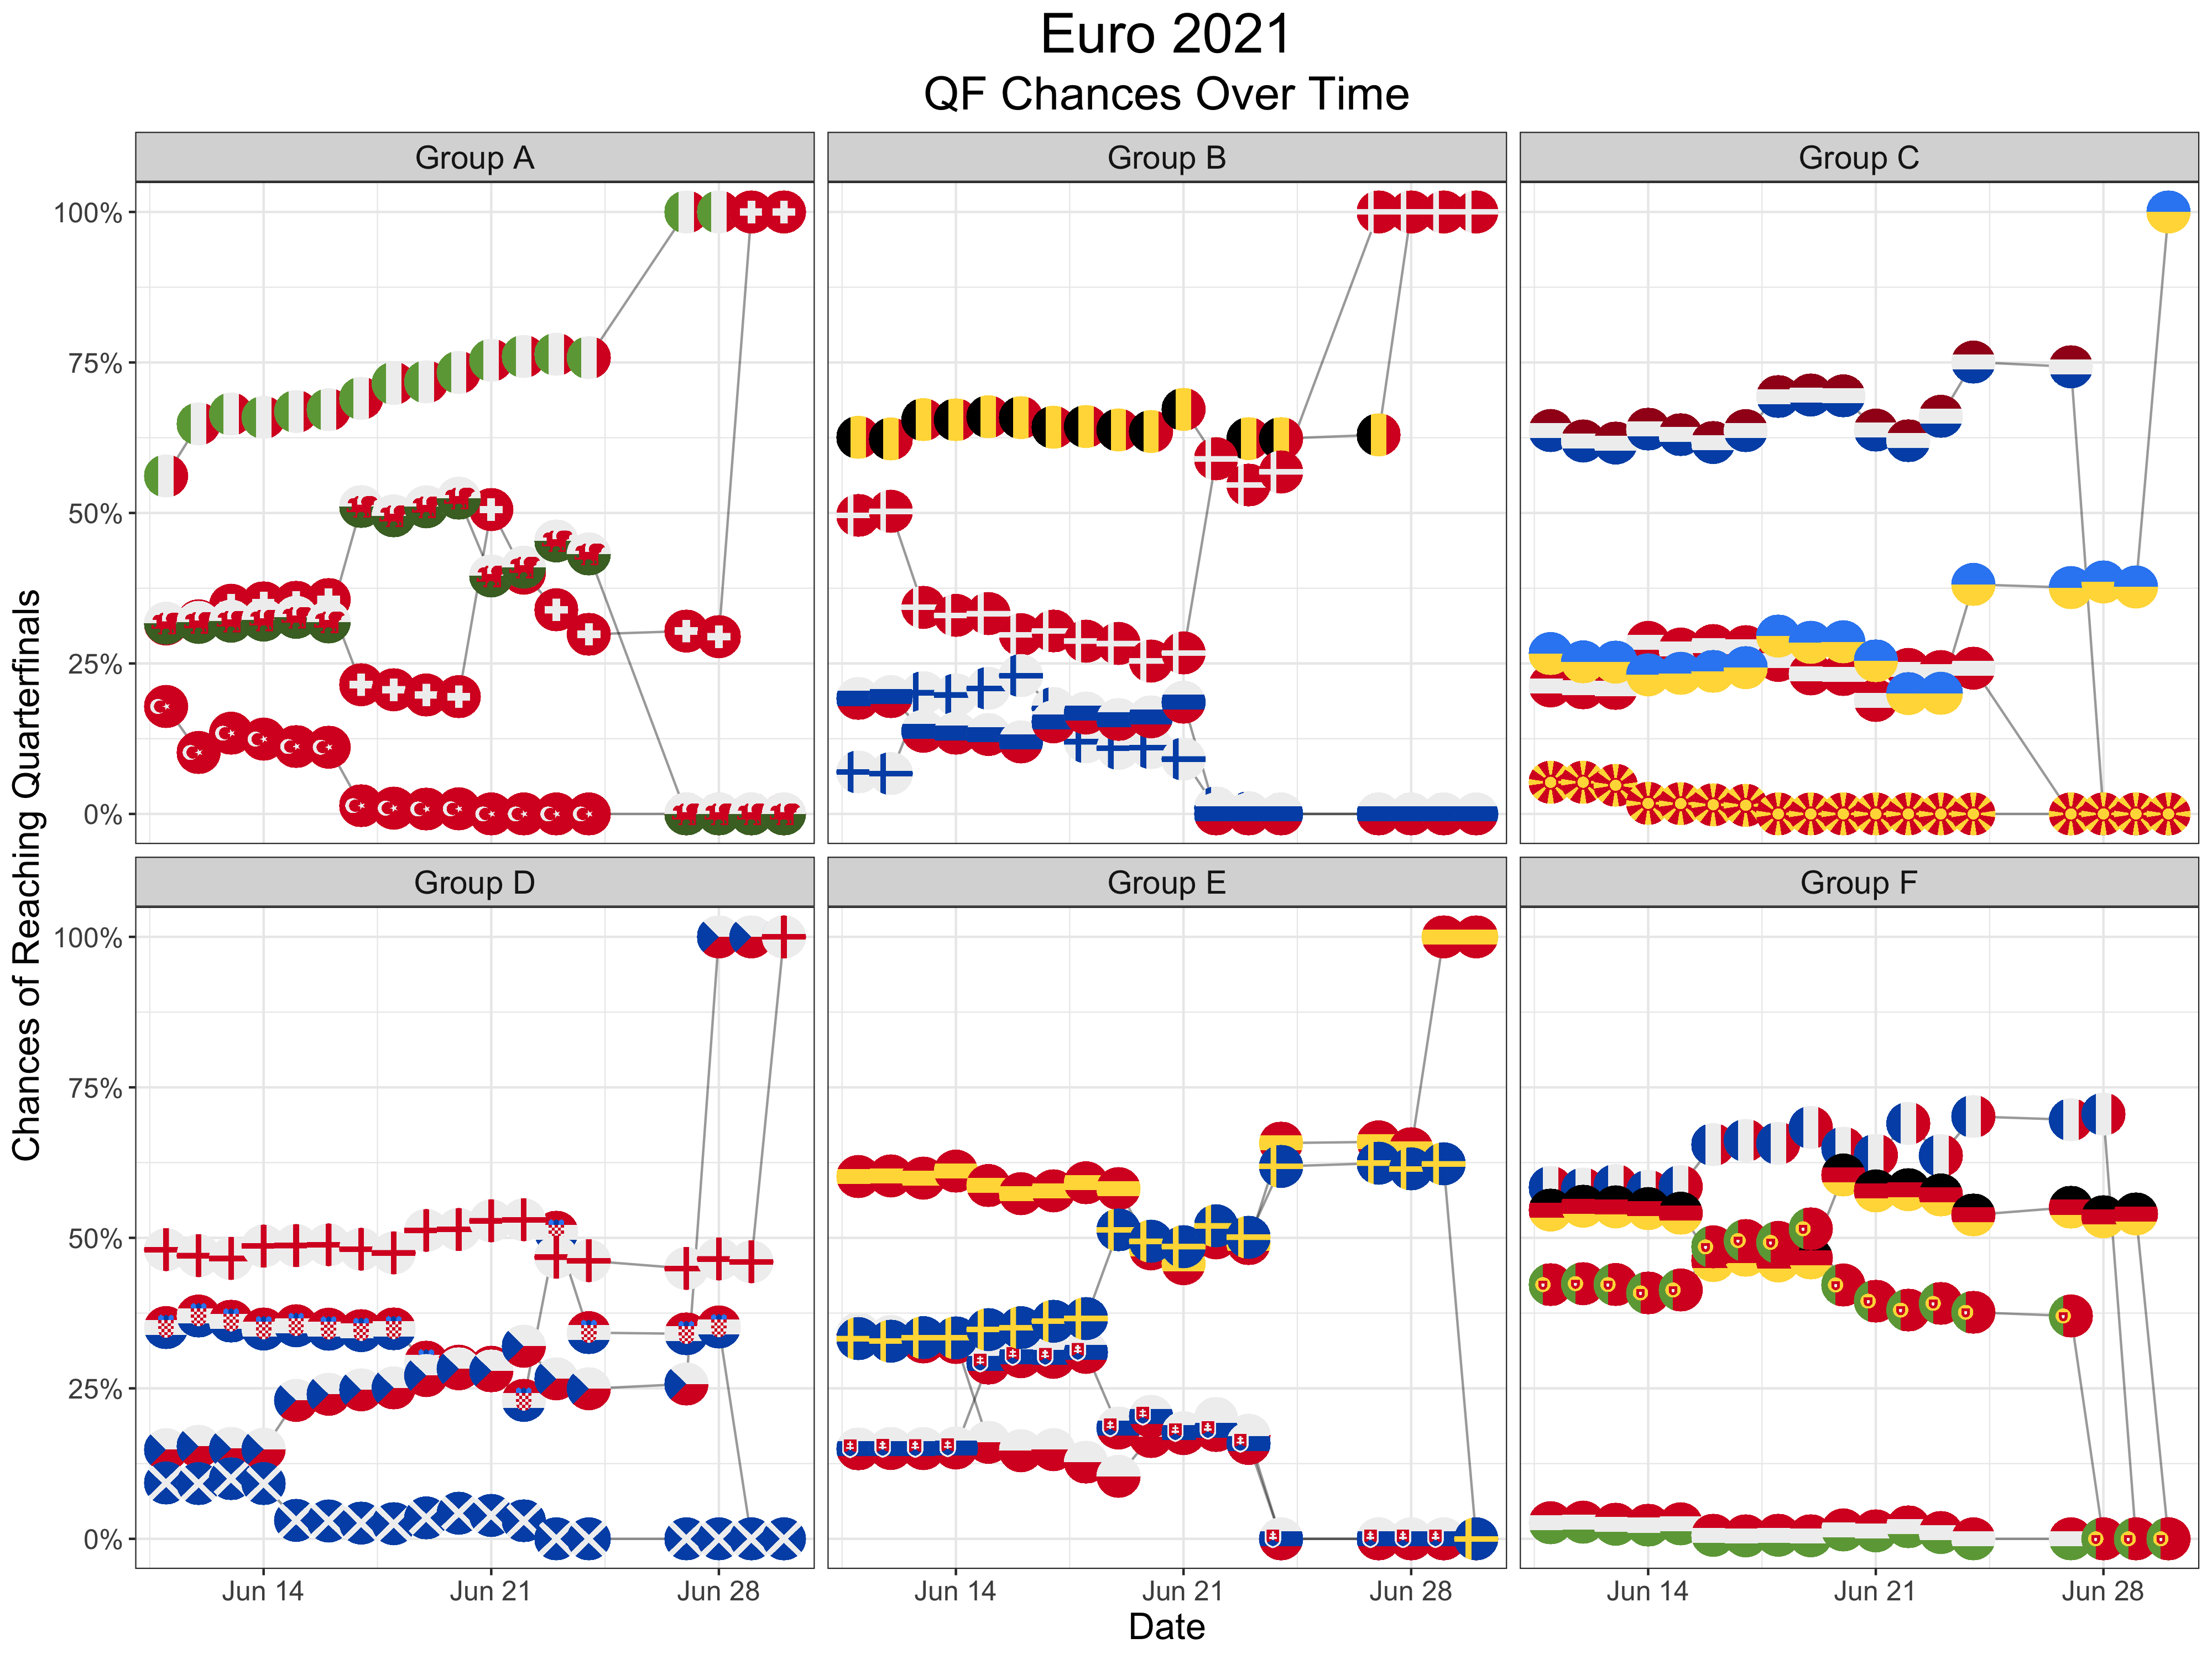 Euro 2021
QF Chances Over Time
Group A
Group B
Group C
100%
75%
50%
25%
0%
Group D
Group E
Group F
100%
75%
50%
25%
0%
Chances of Reaching Quarterfinals
Jun 14
Jun 21
Jun 28
Jun 14
Jun 21
Jun 28
Jun 14
Jun 21
Jun 28
Date